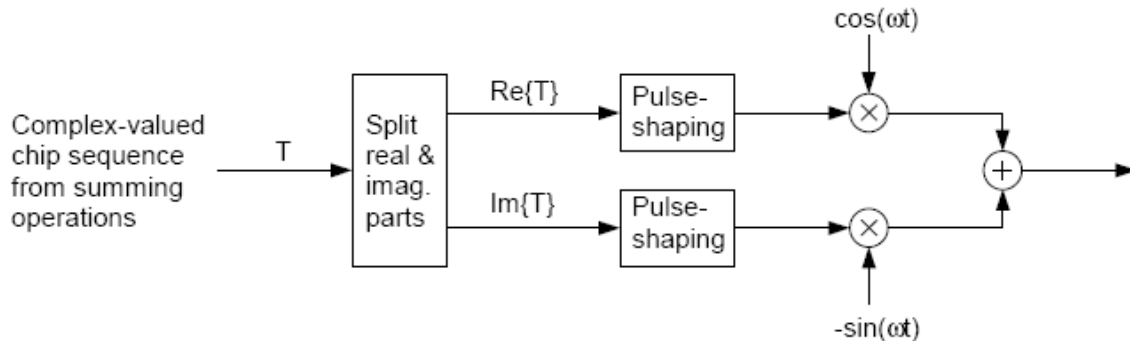 cos(ωt)
Complex-valued
chip sequence
from summing
operations
T
Split
real &
imag.
parts
Re{T}
Im{T}
Pulse-
shaping
Pulse-
shaping
-sin(ωt)